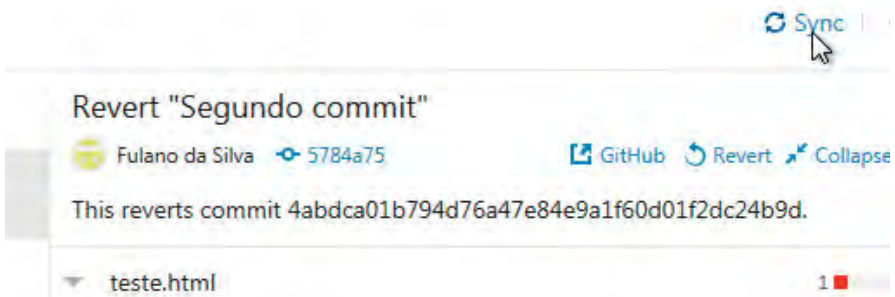 Sync
Revert "Segundo commit"
Fulano da Silva 5784a75 GitHub Revert Collapse
This reverts commit 4abdca01b794d76a47e84e9a1f60d01f2dc24b9d.
teste.html 1